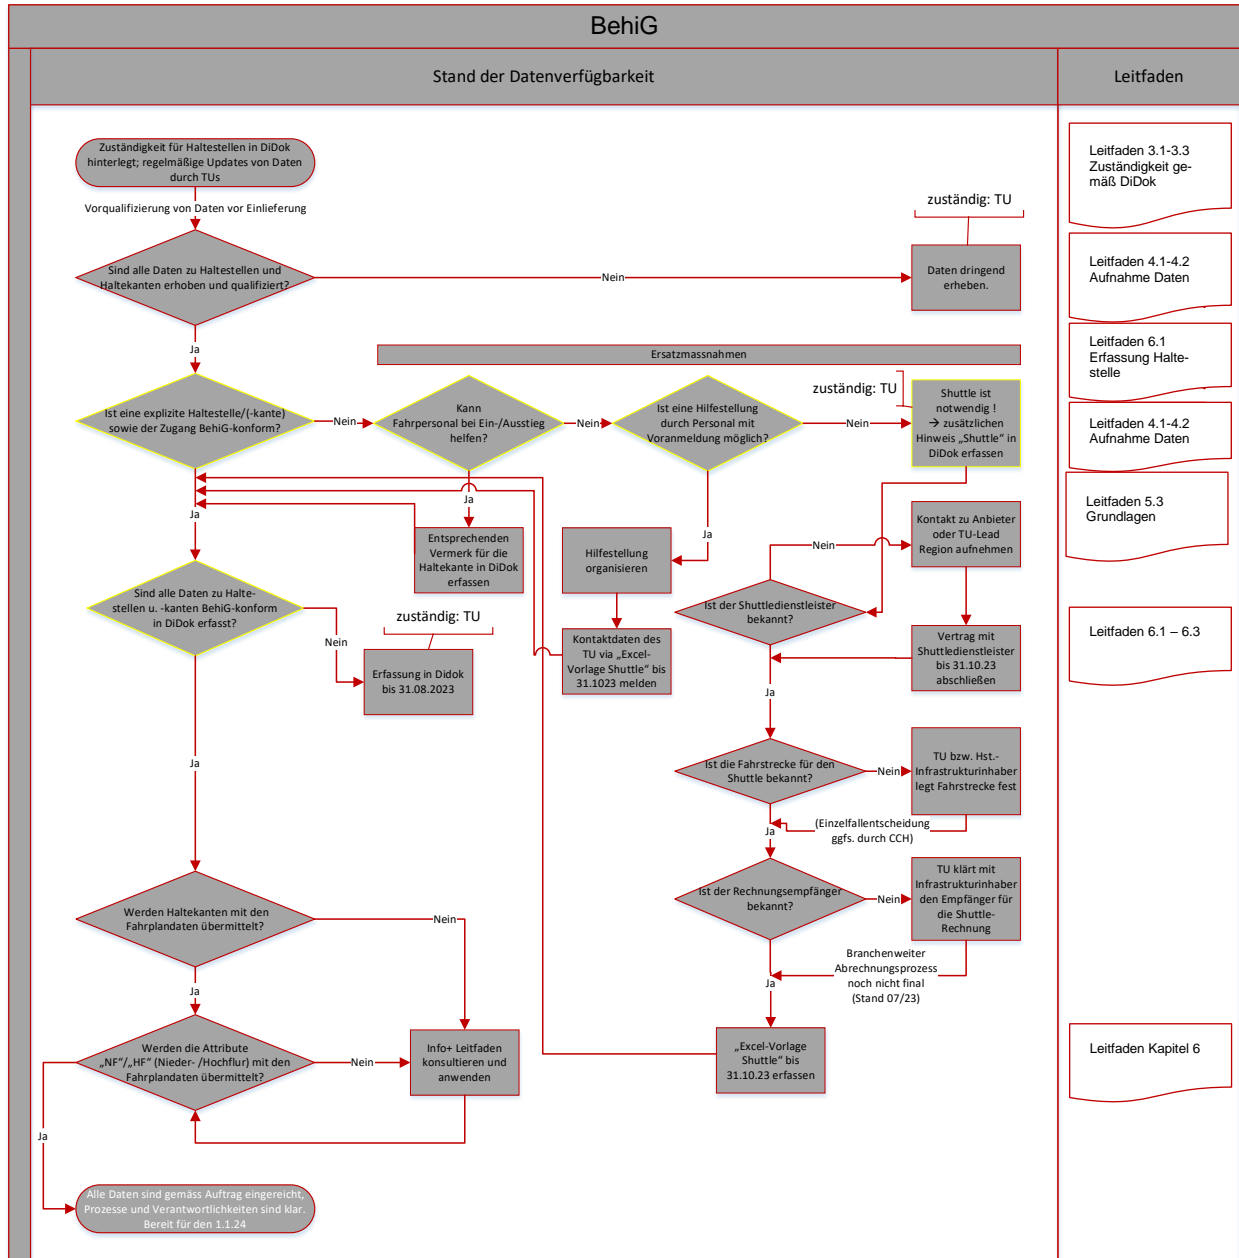 BehiG
Stand der Datenverfügbarkeit
Leitfaden
Zuständigkeit für Haltestellen in DiDok
hinterlegt; regelmäßige Updates von Daten
durch TUs
Leitfaden 3.1-3.3
Zuständigkeit ge-
mäß DiDok
Vorqualifizierung von Daten vor Einlieferung
zuständig: TU
Sind alle Daten zu Haltestellen und
Haltekanten erhoben und qualifiziert?
Nein
Daten dringend
erheben.
Leitfaden 4.1-4.2
Aufnahme Daten
Ja
Ersatzmassnahmen
Leitfaden 6.1
Erfassung Halte-
stelle
zuständig: TU
Ist eine explizite Haltestelle/(-kante)
sowie der Zugang BehiG-konform?
Nein
Kann
Fahrpersonal bei Ein-/Ausstieg
helfen?
Nein
Ist eine Hilfestellung
durch Personal mit
Voranmeldung möglich?
Nein
Shuttle ist
notwendig !
→ zusätzlichen
Hinweis „Shuttle“ in
DiDok erfassen
Leitfaden 4.1-4.2
Aufnahme Daten
Ja
Ja
Ja
Leitfaden 5.3
Grundlagen
Entsprechenden
Vermerk für die
Haltekante in DiDok
erfassen
Hilfestellung
organisieren
Nein
Kontakt zu Anbieter
oder TU-Lead
Region aufnehmen
Sind alle Daten zu Halte-
stellen u. -kanten BehiG-konform
in DiDok erfasst?
Nein
zuständig: TU
Erfassung in Didok
bis 31.08.2023
Kontaktdaten des
TU via „Excel-
Vorlage Shuttle“ bis
31.1023 melden
Ist der Shuttledienstleister
bekannt?
Vertrag mit
Shuttledienstleister
bis 31.10.23
abschließen
Leitfaden 6.1 – 6.3
Ja
Ja
Ist die Fahrstrecke für den
Shuttle bekannt?
Nein
TU bzw. Hst.-
Infrastrukturinhaber
legt Fahrstrecke fest
(Einzelfallentscheidung
ggfs. durch CCH)
Ja
Ist der Rechnungsempfänger
bekannt?
Nein
TU klärt mit
Infrastrukturinhaber
den Empfänger für
die Shuttle-
Rechnung
Werden Haltekanten mit den
Fahrplandaten übermittelt?
Nein
Branchenweiter
Abrechnungsprozess
noch nicht final
(Stand 07/23)
Ja
Ja
Werden die Attribute
„NF“/„HF“ (Nieder- /Hochflur) mit den
Fahrplandaten übermittelt?
Nein
Info+ Leitfaden
konsultieren und
anwenden
„Excel-Vorlage
Shuttle“ bis
31.10.23 erfassen
Leitfaden Kapitel 6
Ja
Alle Daten sind gemäss Auftrag eingereicht,
Prozesse und Verantwortlichkeiten sind klar.
Bereit für den 1.1.24